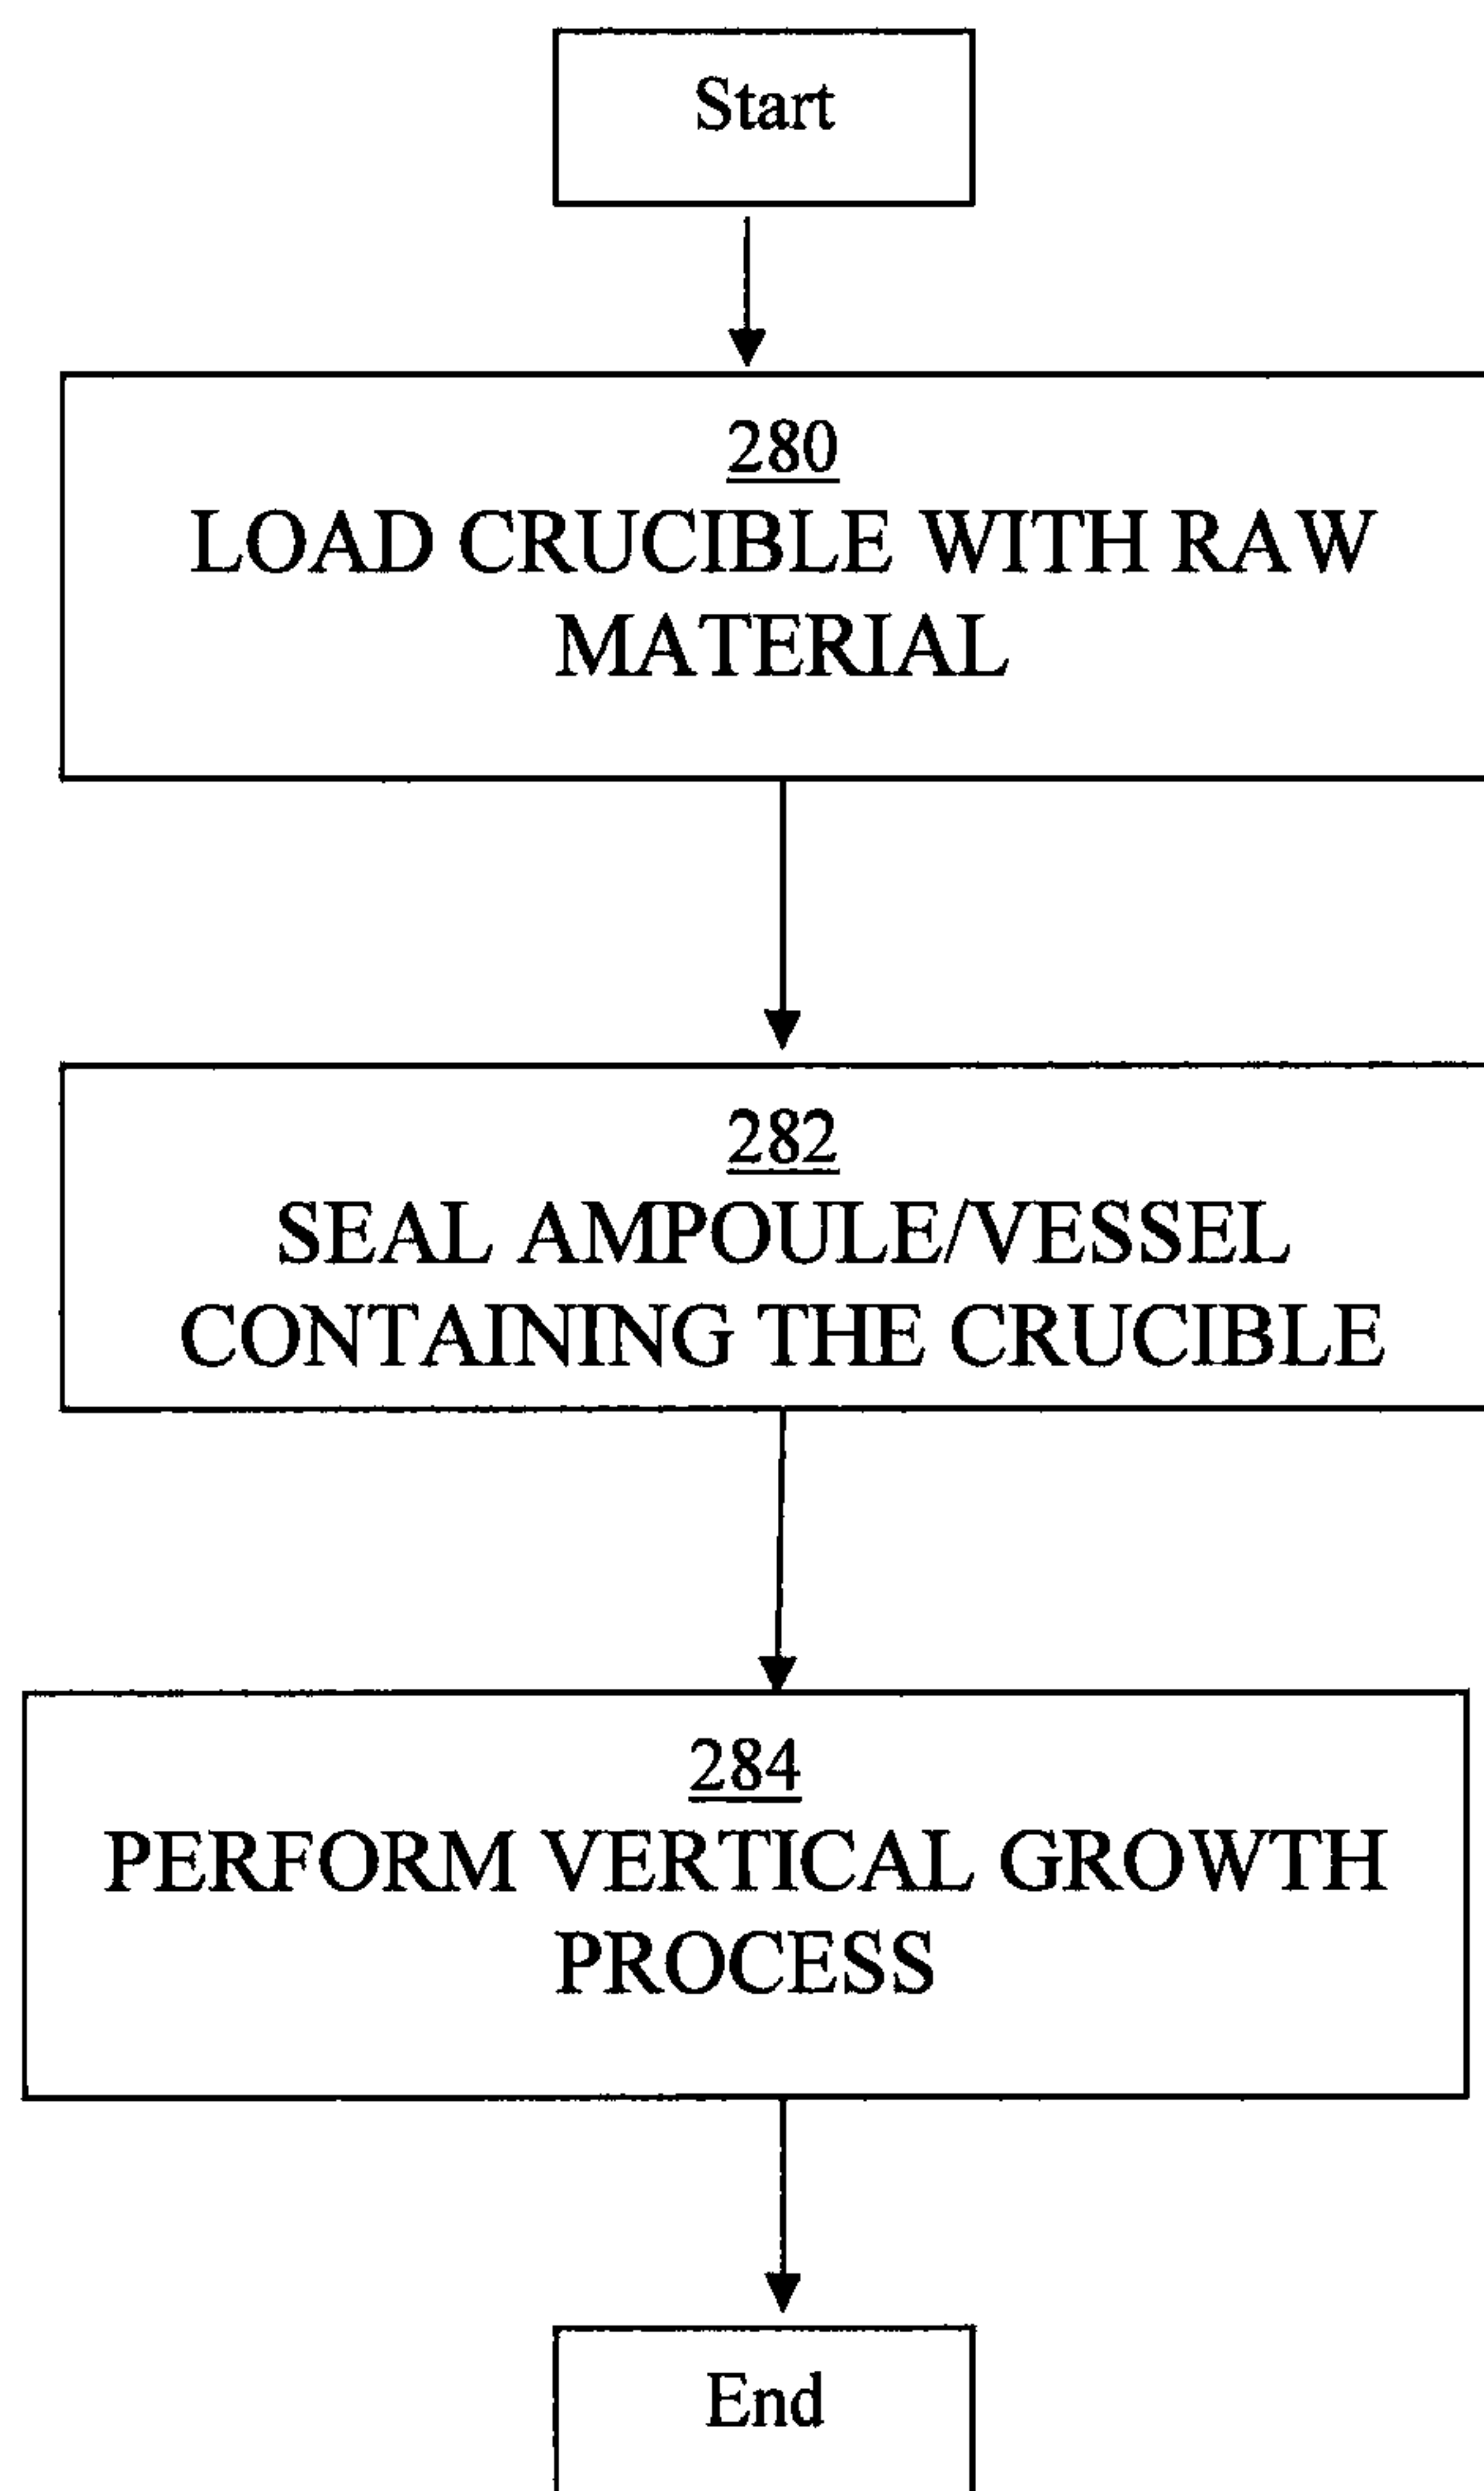 Start
280
LOAD CRUCIBLE WITH RAW
MATERIAL
282
SEAL AMPOULE/VESSEL
CONTAINING THE CRUCIBLE
284
PERFORM VERTICAL GROWTH
PROCESS
End